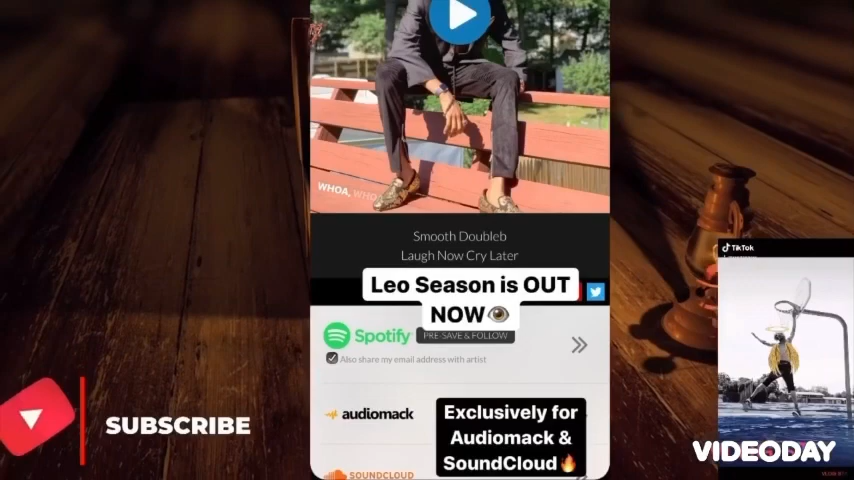 WHOA, WHO
Smooth Doubleb
Laugh Now Cry Later
Leo Season is OUT
NOW👁
Spotify
PRE-SAVE & FOLLOW
Also share my email address with artist
audiomack
Exclusively for
Audiomack &
SoundCloud🔥
SOUNDCLOUD
SUBSCRIBE
TikTok
VIDEODAY